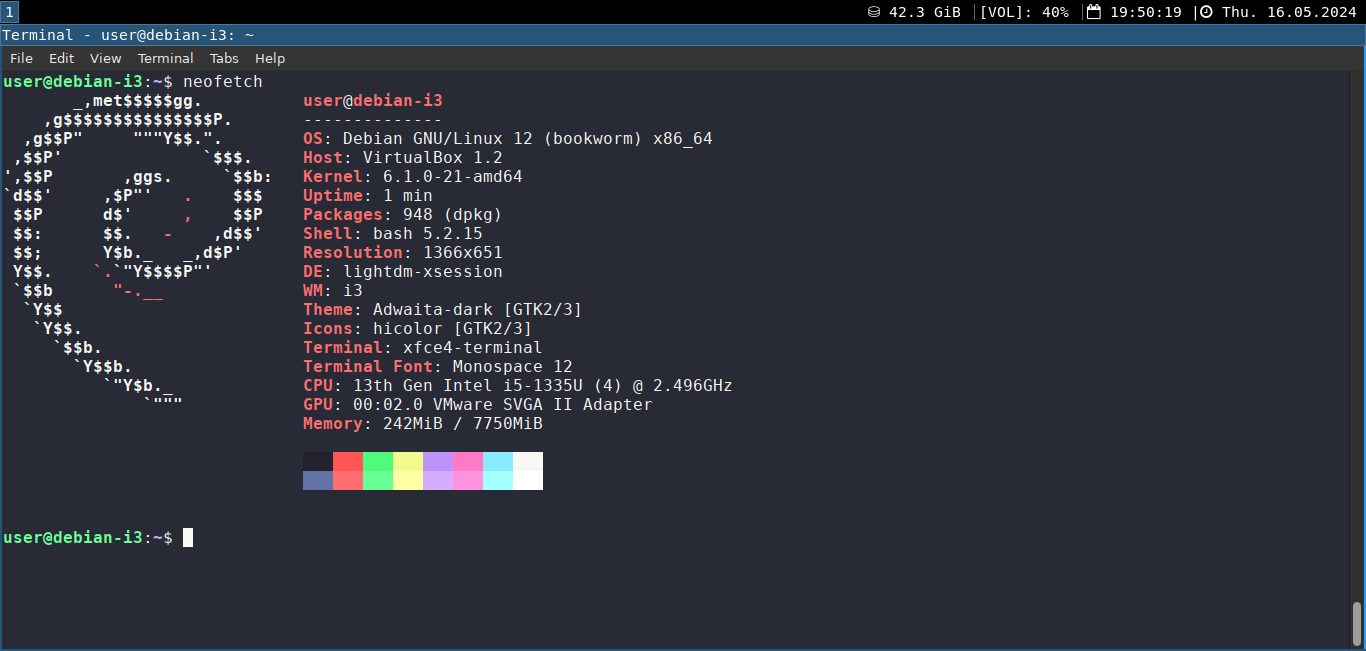 1 42.3 GiB |[VOL]: 40% | 19:50:19 | Thu. 16.05.2024
Terminal - user@debian-i3: ~
File Edit View Terminal Tabs Help
user@debian-i3:~$ neofetch
       _,met$$$$$gg.          user@debian-i3
    ,g$$$$$$$$$$$$$$$P.       --------------
  ,g$$P"     """Y$$.".        OS: Debian GNU/Linux 12 (bookworm) x86_64
 ,$$P'              `$$$.     Host: VirtualBox 1.2
',$$P       ,ggs.     `$$b:   Kernel: 6.1.0-21-amd64
`d$$'     ,$P"'   .    $$$    Uptime: 1 min
 $$P      d$'     ,    $$P    Packages: 948 (dpkg)
 $$:      $$.   -    ,d$$'    Shell: bash 5.2.15
 $$;      Y$b._   _,d$P'      Resolution: 1366x651
 Y$$.    `.`"Y$$$$P"'         DE: lightdm-xsession
 `$$b      "-.__              WM: i3
  `Y$$                        Theme: Adwaita-dark [GTK2/3]
   `Y$$.                      Icons: hicolor [GTK2/3]
     `$$b.                    Terminal: xfce4-terminal
       `Y$$b.                 Terminal Font: Monospace 12
          `"Y$b._             CPU: 13th Gen Intel i5-1335U (4) @ 2.496GHz
              `"""            GPU: 00:02.0 VMware SVGA II Adapter
                              Memory: 242MiB / 7750MiB
user@debian-i3:~$